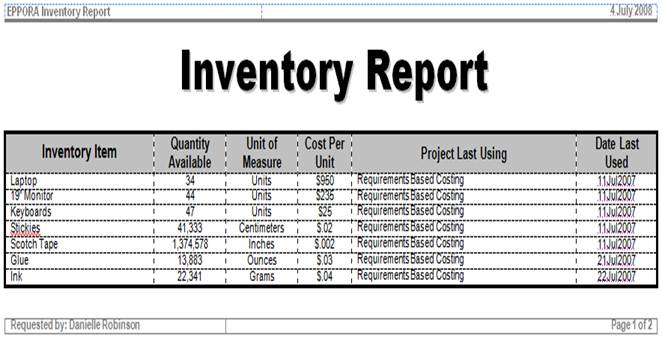 EPPORA Inventory Report 4 July 2008
Inventory Report
Inventory Item Quantity Available Unit of Measure Cost Per Unit Project Last Using Date Last Used
Laptop 34 Units $950 Requirements Based Costing 11Jul2007
19" Monitor 44 Units $235 Requirements Based Costing 11Jul2007
Keyboards 47 Units $25 Requirements Based Costing 11Jul2007
Stickies 41,333 Centimeters $.02 Requirements Based Costing 11Jul2007
Scotch Tape 1,374,578 Inches $.002 Requirements Based Costing 11Jul2007
Glue 13,883 Ounces $.03 Requirements Based Costing 21Jul2007
Ink 22,341 Grams $.04 Requirements Based Costing 22Jul2007
Requested by: Danielle Robinson Page 1 of 2